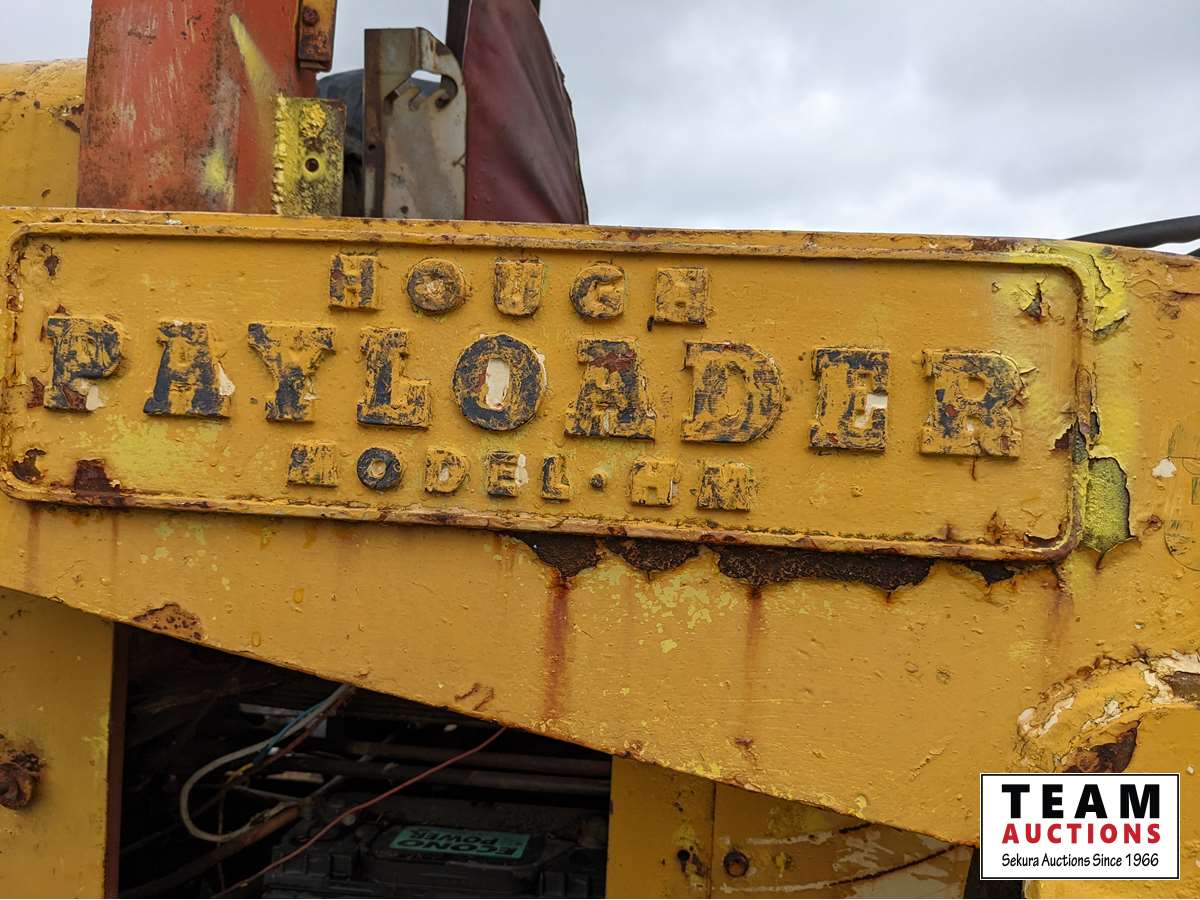 HOUGH
PAYLOADER
MODEL·HM
ECONO
POWER
TEAM
AUCTIONS
Sekura Auctions Since 1966